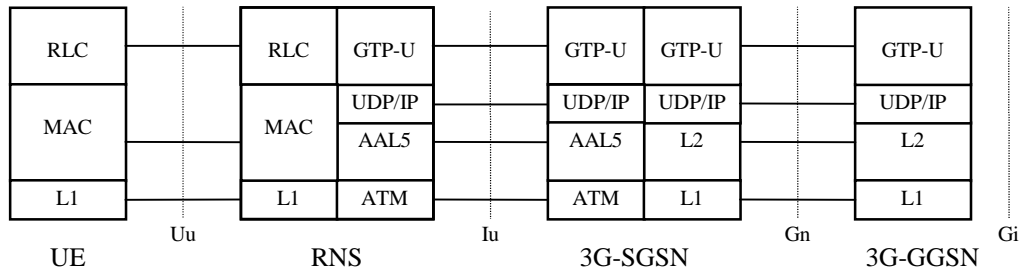 RLC RLC GTP-U GTP-U GTP-U GTP-U
UDP/IP UDP/IP UDP/IP UDP/IP
MAC MAC
AAL5 AAL5 L2 L2
L1 L1 ATM ATM L1 L1
Uu Iu Gn Gi
UE RNS 3G-SGSN 3G-GGSN